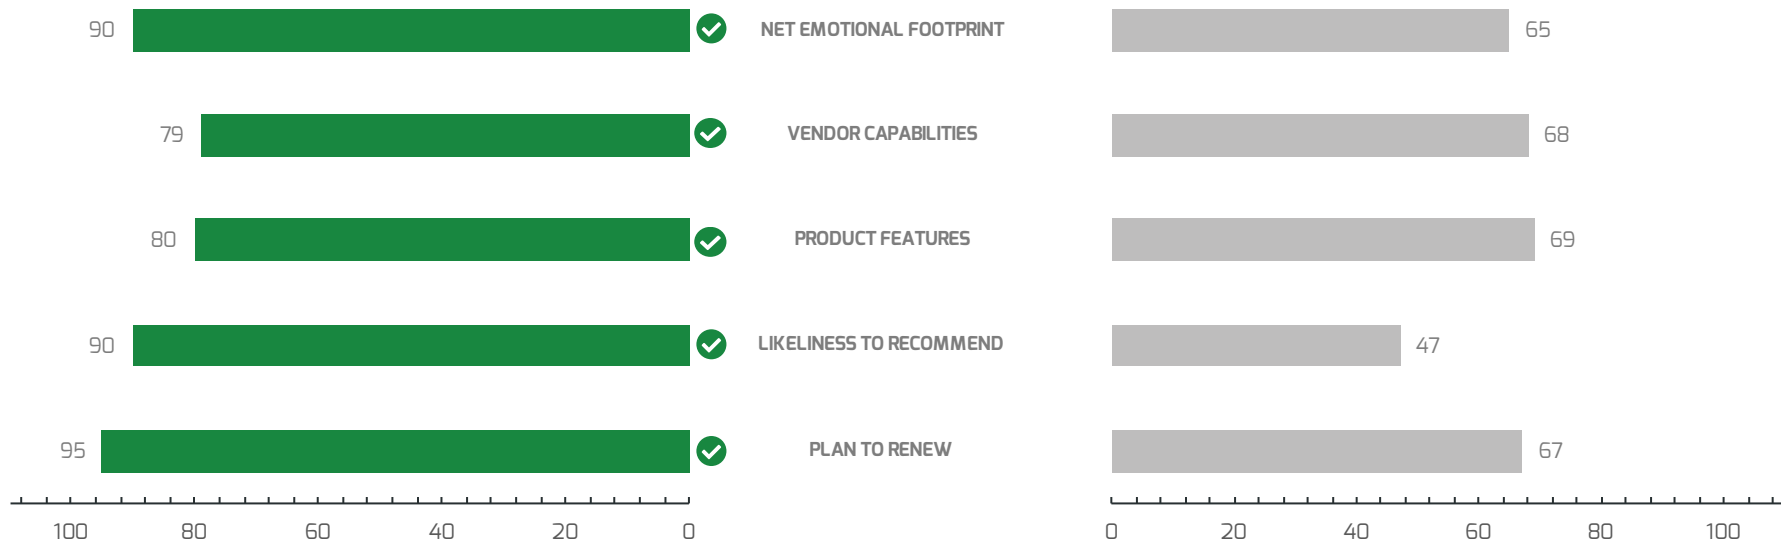 90 NET EMOTIONAL FOOTPRINT 65
79 VENDOR CAPABILITIES 68
80 PRODUCT FEATURES 69
90 LIKELINESS TO RECOMMEND 47
95 PLAN TO RENEW 67
100 80 60 40 20 0 0 20 40 60 80 100